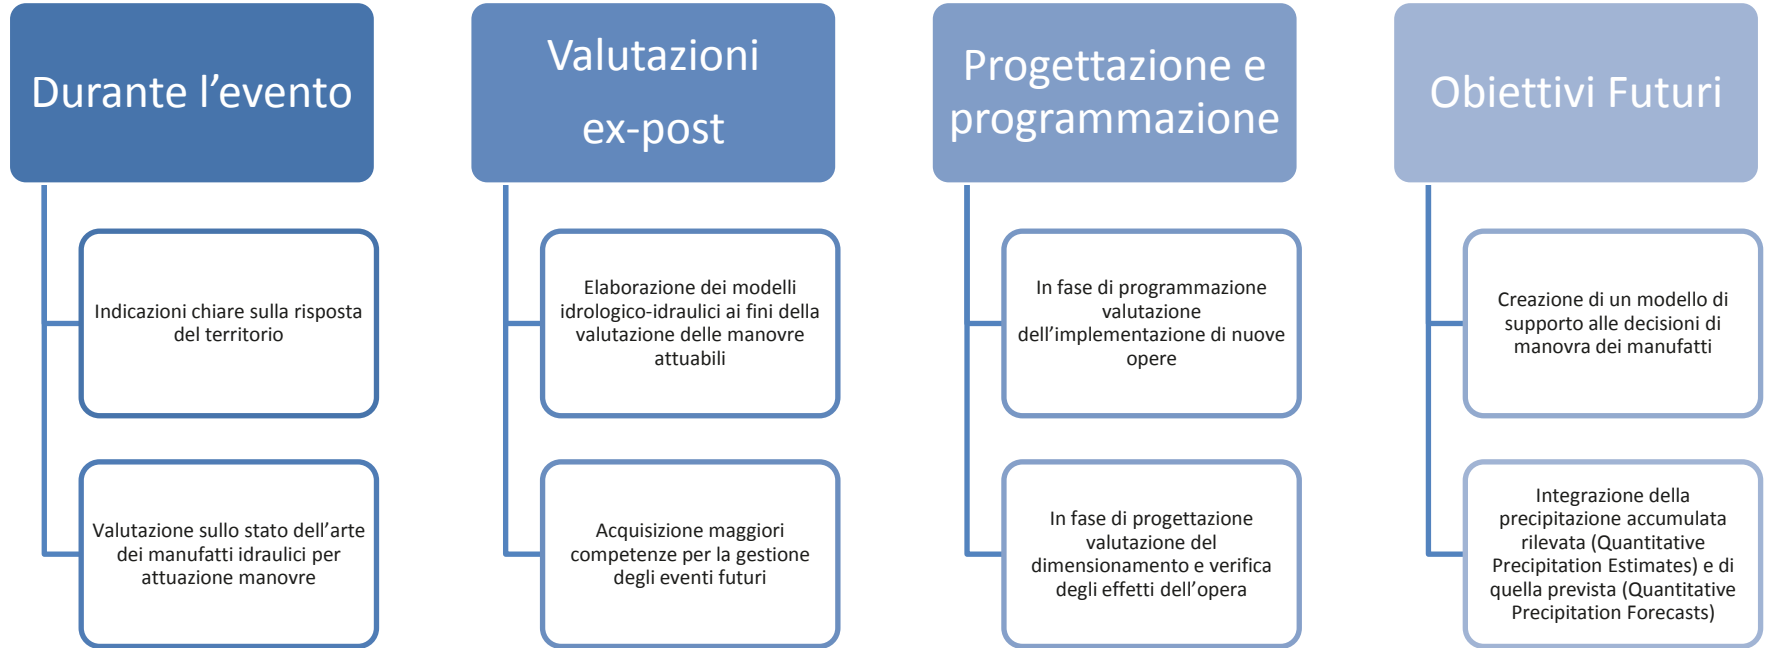 Durante l’evento
Indicazioni chiare sulla risposta
del territorio
Valutazione sullo stato dell’arte
dei manufatti idraulici per
attuazione manovre
Valutazioni
ex-post
Elaborazione dei modelli
idrologico-idraulici ai fini della
valutazione delle manovre
attuabili
Acquisizione maggiori
competenze per la gestione
degli eventi futuri
Progettazione e
programmazione
In fase di programmazione
valutazione
dell’implementazione di nuove
opere
In fase di progettazione
valutazione del
dimensionamento e verifica
degli effetti dell’opera
Obiettivi Futuri
Creazione di un modello di
supporto alle decisioni di
manovra dei manufatti
Integrazione della
precipitazione accumulata
rilevata (Quantitative
Precipitation Estimates) e di
quella prevista (Quantitative
Precipitation Forecasts)